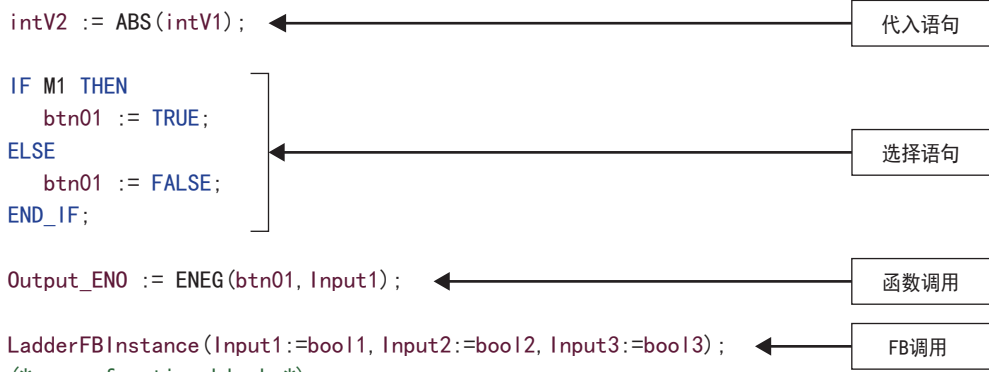 intV2 := ABS(intV1);
代入语句
IF M1 THEN
btn01 := TRUE;
ELSE
选择语句
btn01 := FALSE;
END_IF;
Output_ENO := ENEG(btn01,Input1);
函数调用
LadderFBInstance(Input1:=bool1,Input2:=bool2,Input3:=bool3);
FB调用